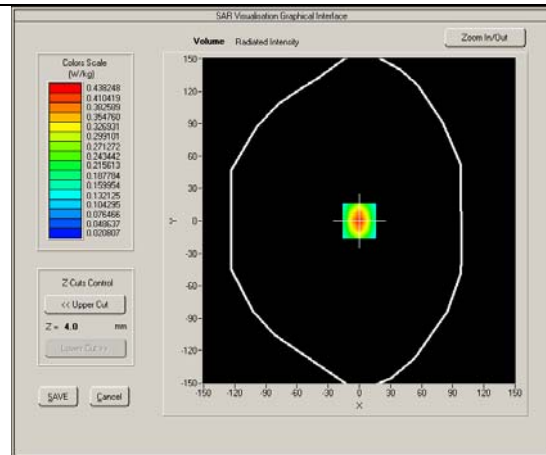 SAR Visualisation Graphical Interface
Volume Radiated Intensity
Zoom In/Out
Colors Scale
(W/kg)
0.438248
0.410419
0.382589
0.354760
0.326931
0.299101
0.271272
0.243442
0.215613
0.187784
0.159954
0.132125
0.104295
0.076466
0.048637
0.020807
Z Cuts Control
<< Upper Cut
Z = 4.0 mm
Lower Cut >>
SAVE Cancel
150
120
90
60
30
0
-30
-60
-90
-120
-150
Y
-150 -120 -90 -60 -30 0 30 60 90 120 150
X